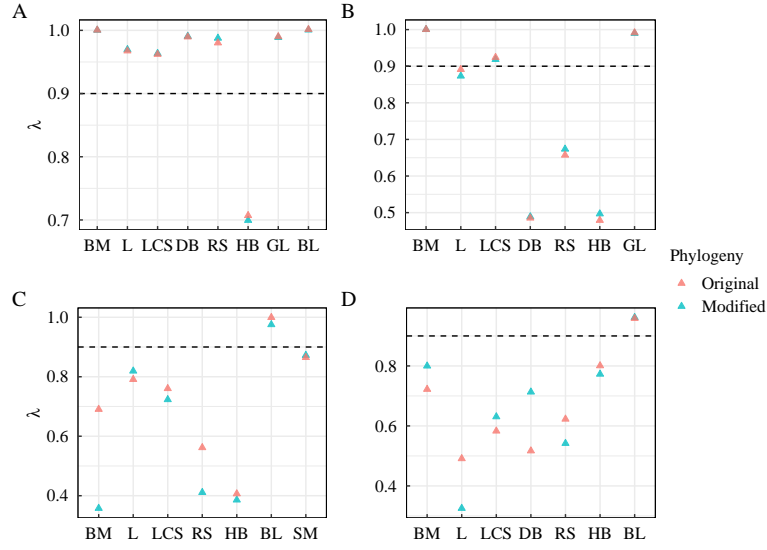 A
λ
1.0
0.9
0.8
0.7
BM L LCS DB RS HB GL BL
B
1.0
0.9
0.8
0.7
0.6
0.5
BM L LCS DB RS HB GL
Phylogeny
Original
Modified
C
λ
1.0
0.8
0.6
0.4
BM L LCS RS HB BL SM
D
0.8
0.6
0.4
BM L LCS DB RS HB BL